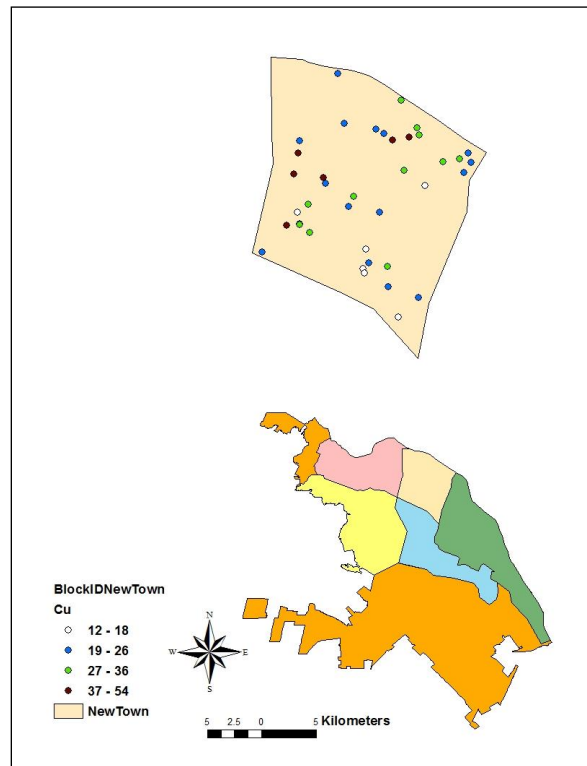 BlockIDNewTown
Cu
12 - 18
19 - 26
27 - 36
37 - 54
NewTown
N
W E
S
5 2.5 0 5 Kilometers